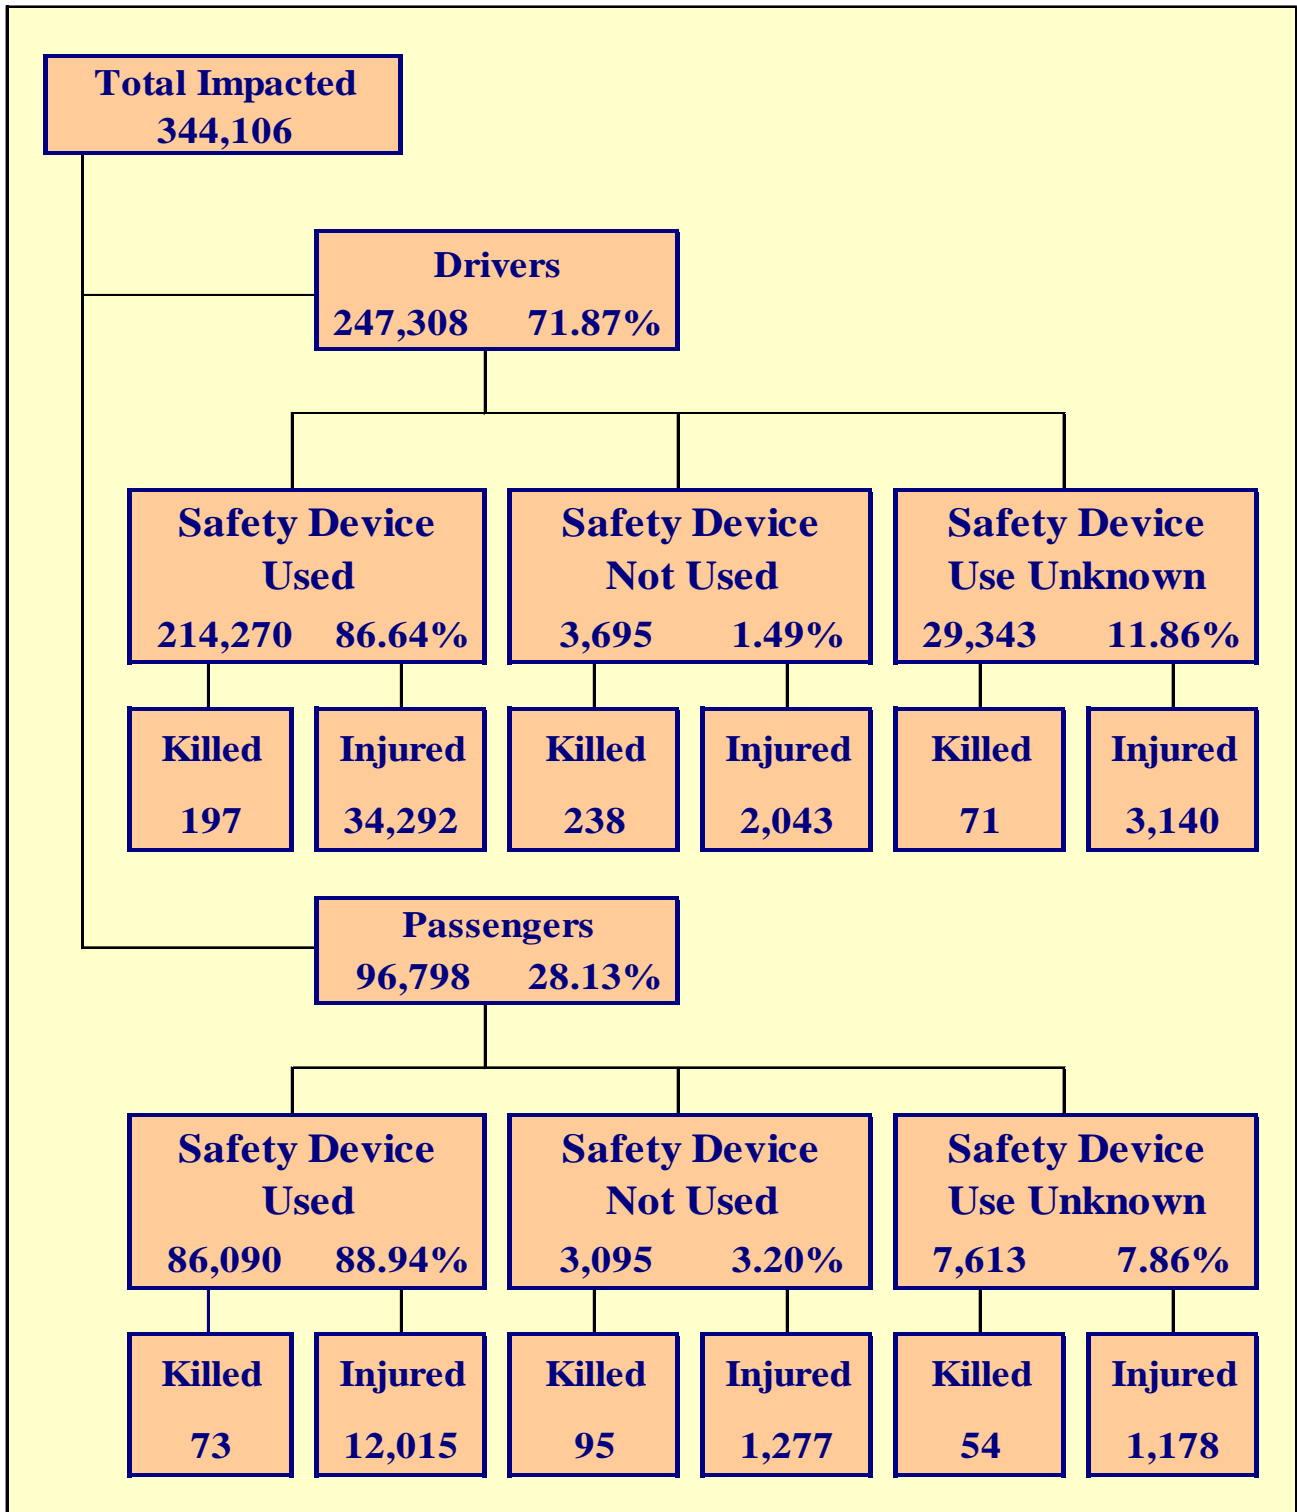 Total Impacted
344,106
Drivers
247,308 71.87%
Safety Device
Used
214,270 86.64%
Safety Device
Not Used
3,695 1.49%
Safety Device
Use Unknown
29,343 11.86%
Killed
197
Injured
34,292
Killed
238
Injured
2,043
Killed
71
Injured
3,140
Passengers
96,798 28.13%
Safety Device
Used
86,090 88.94%
Safety Device
Not Used
3,095 3.20%
Safety Device
Use Unknown
7,613 7.86%
Killed
73
Injured
12,015
Killed
95
Injured
1,277
Killed
54
Injured
1,178